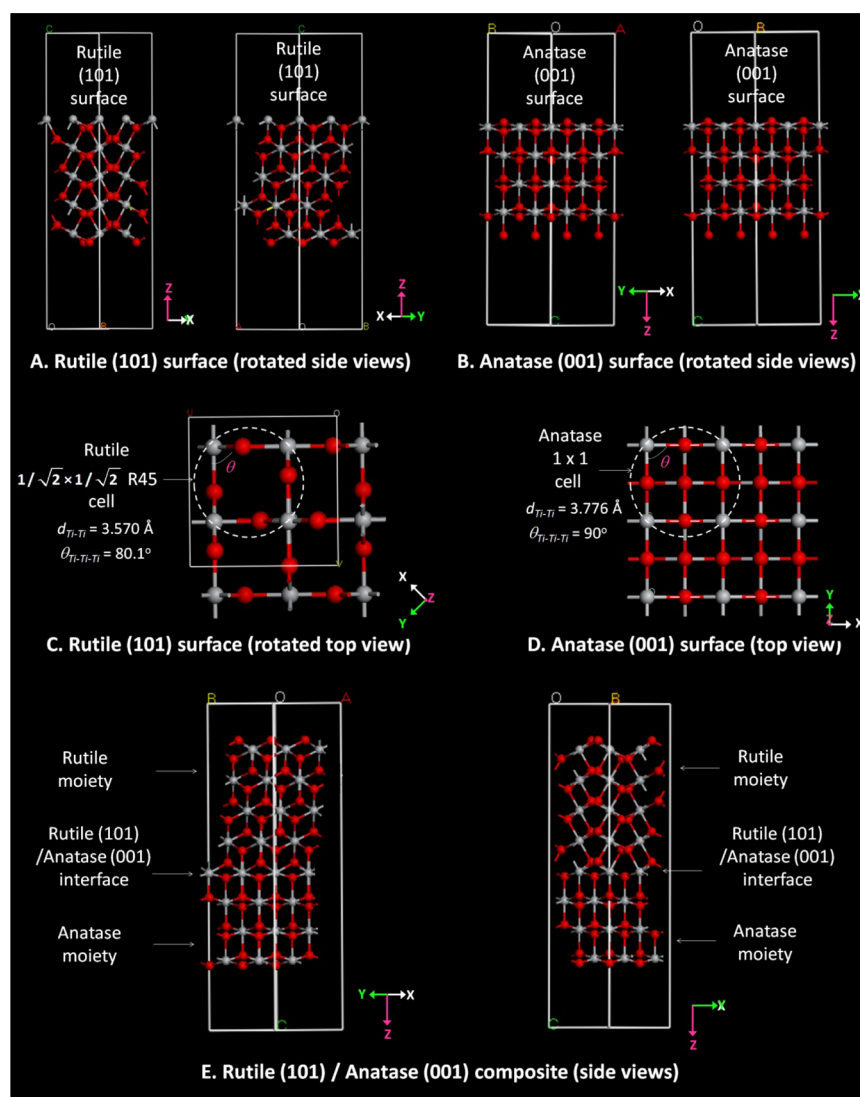 C
C
B
O
A
O
B
Rutile
(101)
surface
Rutile
(101)
surface
Anatase
(001)
surface
Anatase
(001)
surface
O
B
A
O
B
C
C
Z
X
Z
X
Y
Y
X
Z
X
Z
A. Rutile (101) surface (rotated side views)
B. Anatase (001) surface (rotated side views)
O
Rutile
1/√2×1/√2 R45
cell
d Ti-Ti = 3.570 Å
θ Ti-Ti-Ti = 80.1°
θ
X
Z
Y
Anatase
1 x 1
cell
d Ti-Ti = 3.776 Å
θ Ti-Ti-Ti = 90°
θ
Y
Z
X
C. Rutile (101) surface (rotated top view)
D. Anatase (001) surface (top view)
B
O
A
O
B
Rutile
moiety
Rutile (101)
/Anatase (001)
interface
Anatase
moiety
C
Y
X
Z
Rutile
moiety
Rutile (101)
/Anatase (001)
interface
Anatase
moiety
C
X
Z
E. Rutile (101) / Anatase (001) composite (side views)